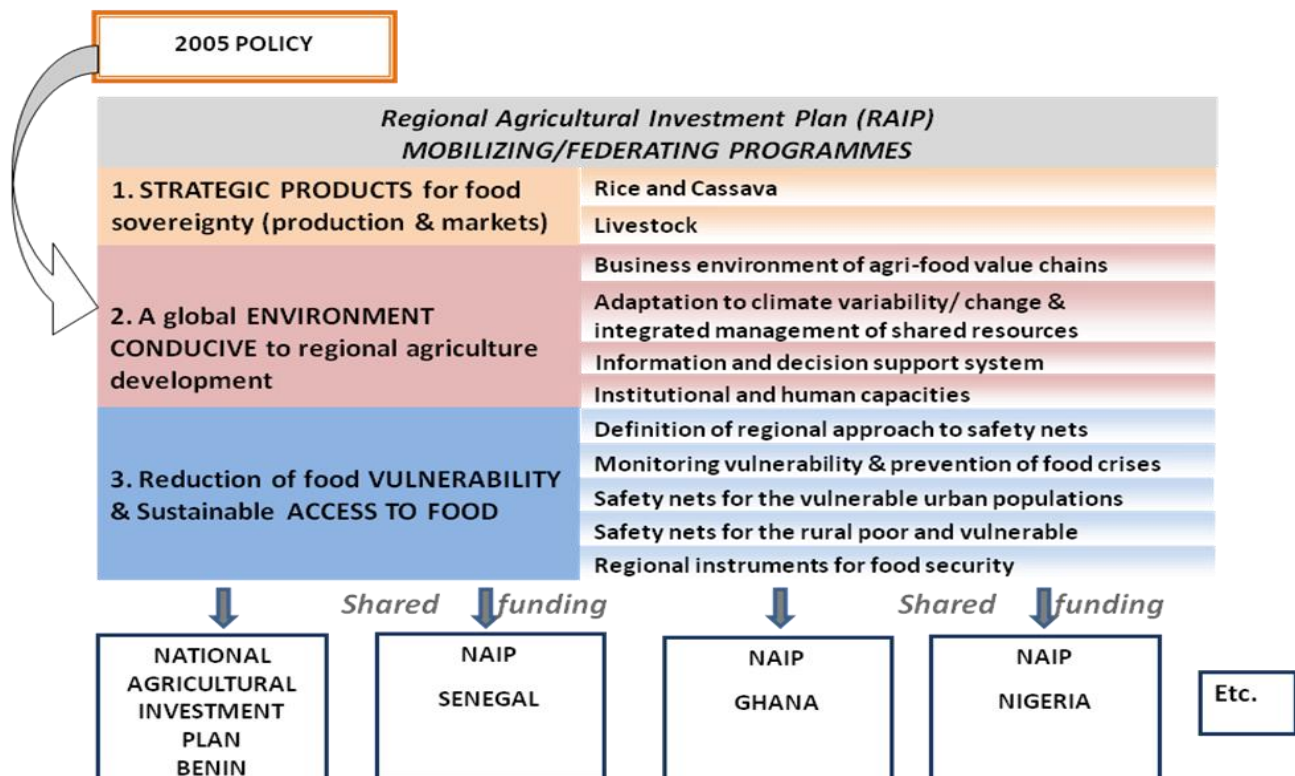 2005 POLICY
Regional Agricultural Investment Plan (RAIP)
MOBILIZING/FEDERATING PROGRAMMES
1. STRATEGIC PRODUCTS for food
sovereignty (production & markets)
Rice and Cassava
Livestock
2. A global ENVIRONMENT
CONDUCIVE to regional agriculture
development
Business environment of agri-food value chains
Adaptation to climate variability/ change &
integrated management of shared resources
Information and decision support system
Institutional and human capacities
3. Reduction of food VULNERABILITY
& Sustainable ACCESS TO FOOD
Definition of regional approach to safety nets
Monitoring vulnerability & prevention of food crises
Safety nets for the vulnerable urban populations
Safety nets for the rural poor and vulnerable
Regional instruments for food security
Shared funding
Shared funding
NATIONAL
AGRICULTURAL
INVESTMENT
PLAN
BENIN
NAIP
SENEGAL
NAIP
GHANA
NAIP
NIGERIA
Etc.